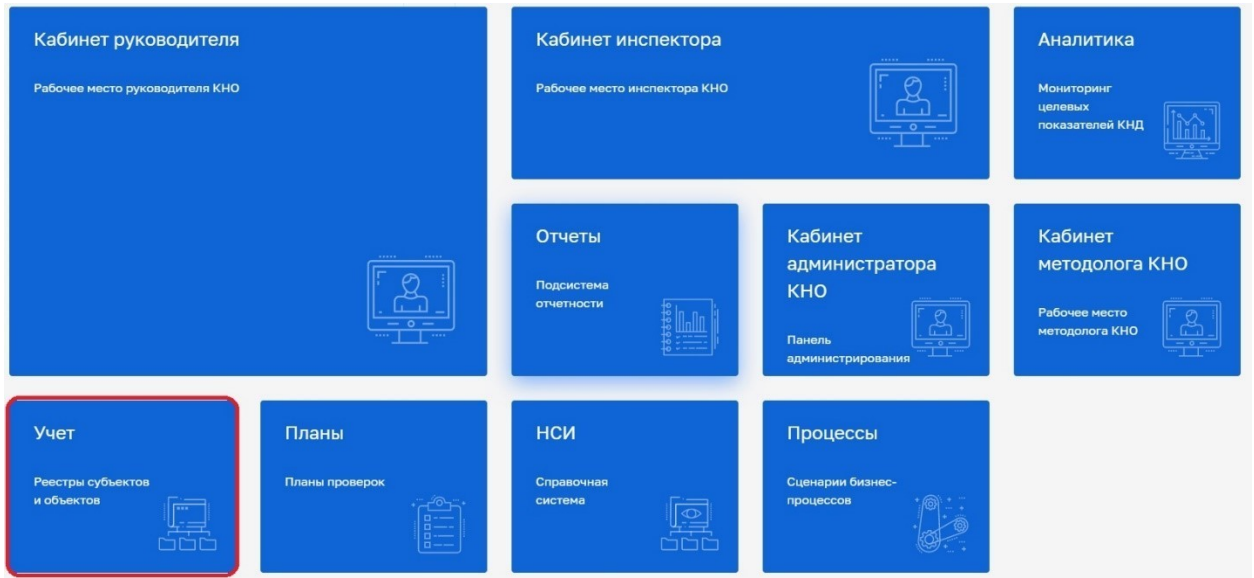 Кабинет руководителя
Рабочее место руководителя КНО
Кабинет инспектора
Рабочее место инспектора КНО
Аналитика
Мониторинг
целевых
показателей КНД
Отчеты
Подсистема
отчетности
Кабинет
администратора
КНО
Панель
администрирования
Кабинет
методолога КНО
Рабочее место
методолога КНО
Учет
Реестры субъектов
и объектов
Планы
Планы проверок
НСИ
Справочная
система
Процессы
Сценарии бизнес-
процессов